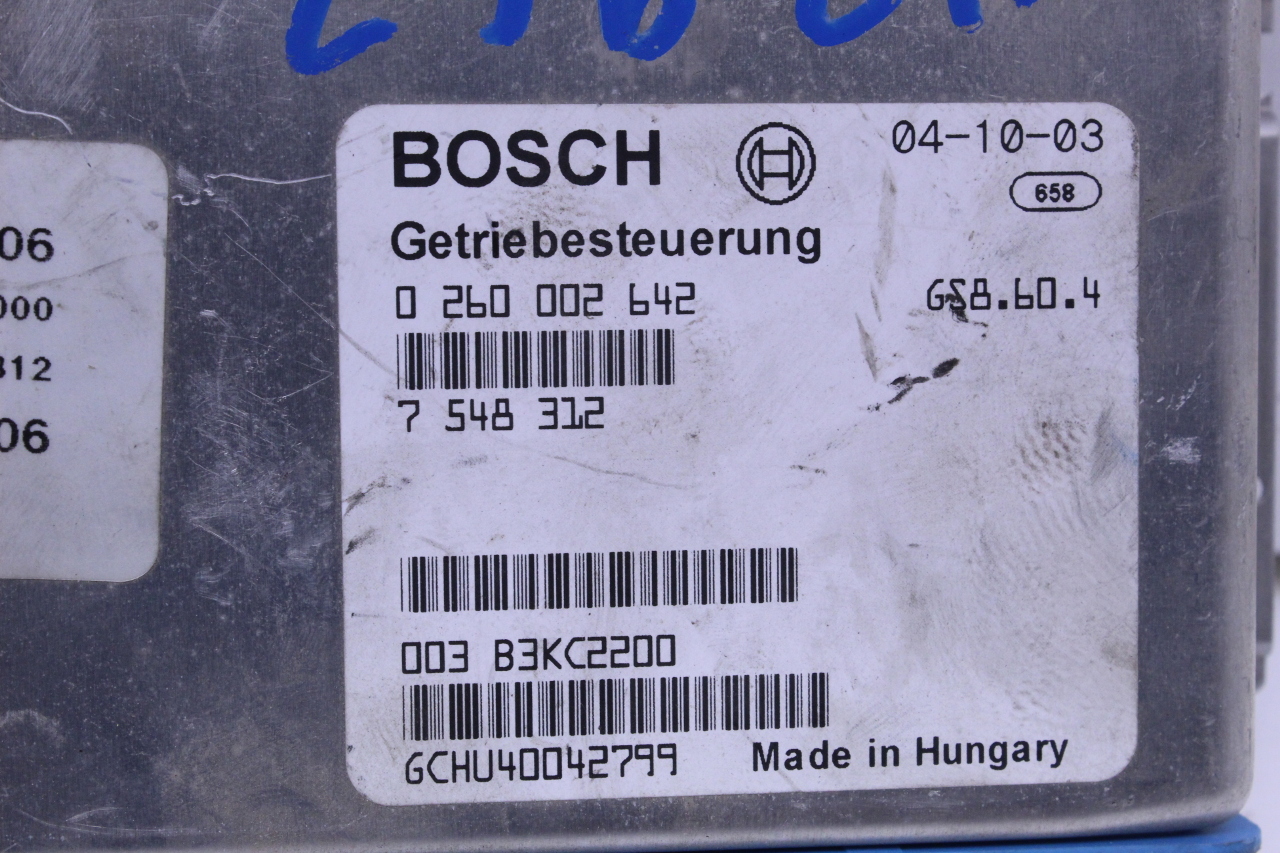 06
000
312
06
BOSCH
04-10-03
658
Getriebesteuerung
0 260 002 642
GS8.60.4
7 548 312
003 B3KC2200
GCHU40042799
Made in Hungary